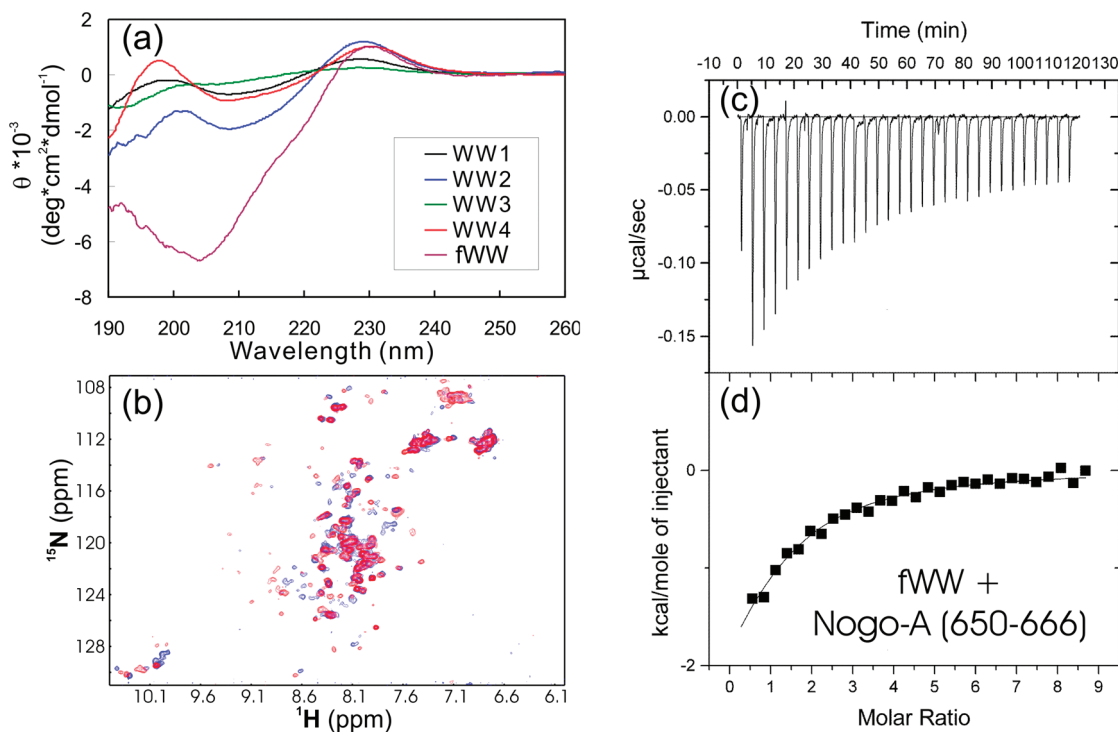 (a)
2
0
-2
-4
-6
-8
θ *10⁻³
(deg*cm²*dmol⁻¹)
WW1
WW2
WW3
WW4
fWW
190 200 210 220 230 240 250 260
Wavelength (nm)
(b)
108
112
116
120
124
128
¹⁵N (ppm)
10.1 9.6 9.1 8.6 8.1 7.6 7.1 6.6 6.1
¹H (ppm)
Time (min)
-10 0 10 20 30 40 50 60 70 80 90 100 110 120 130
(c)
0.00
-0.05
-0.10
-0.15
µcal/sec
(d)
0
-1
-2
kcal/mole of injectant
fWW +
Nogo-A (650-666)
0 1 2 3 4 5 6 7 8 9
Molar Ratio